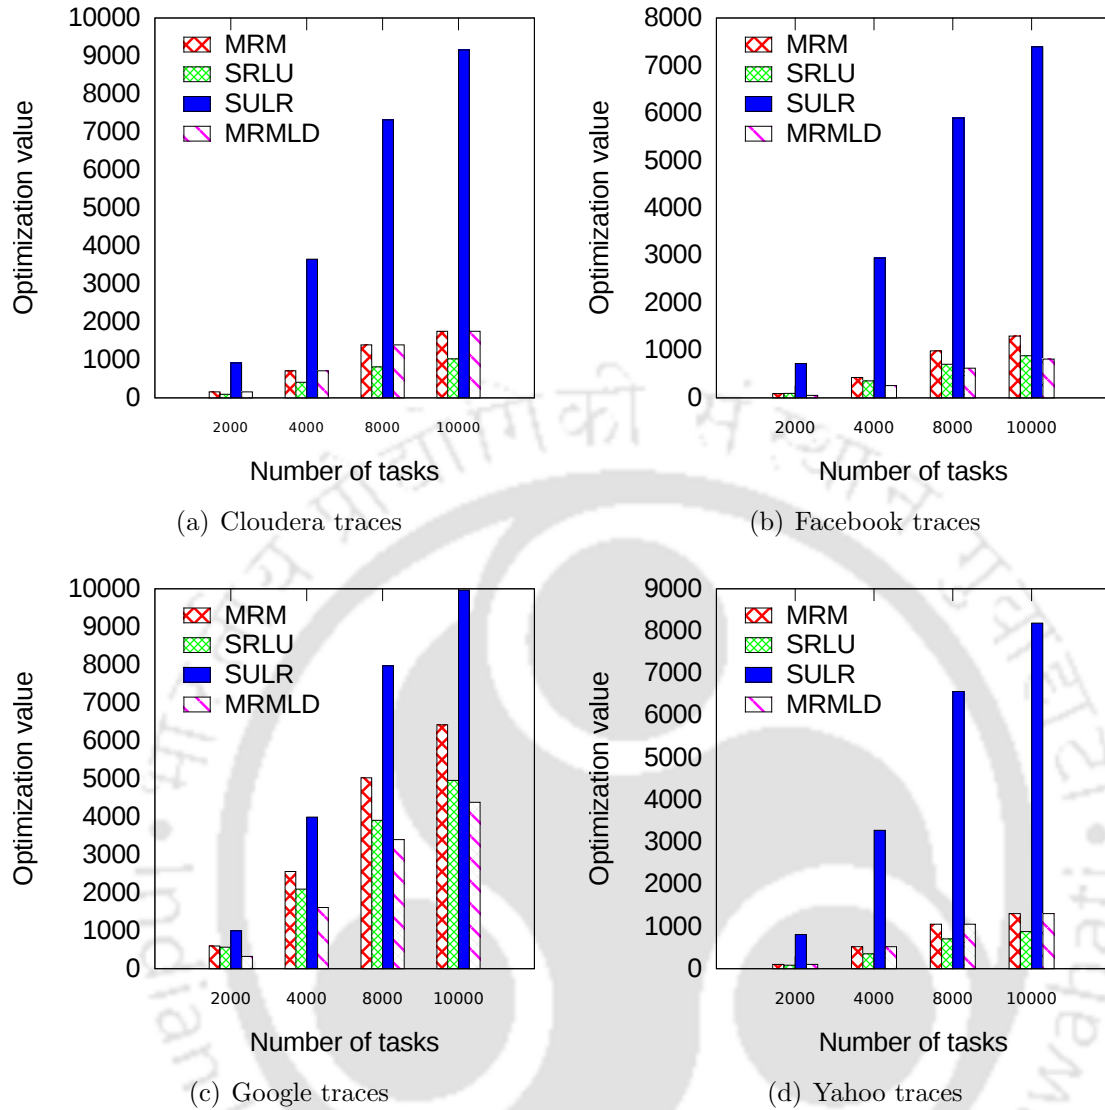 10000
9000
8000
7000
6000
5000
4000
3000
2000
1000
0
Optimization value
MRM
SRLU
SULR
MRMLD
2000 4000 8000 10000
Number of tasks
(a) Cloudera traces
8000
7000
6000
5000
4000
3000
2000
1000
0
Optimization value
MRM
SRLU
SULR
MRMLD
2000 4000 8000 10000
Number of tasks
(b) Facebook traces
10000
9000
8000
7000
6000
5000
4000
3000
2000
1000
0
Optimization value
MRM
SRLU
SULR
MRMLD
2000 4000 8000 10000
Number of tasks
(c) Google traces
9000
8000
7000
6000
5000
4000
3000
2000
1000
0
Optimization value
MRM
SRLU
SULR
MRMLD
2000 4000 8000 10000
Number of tasks
(d) Yahoo traces